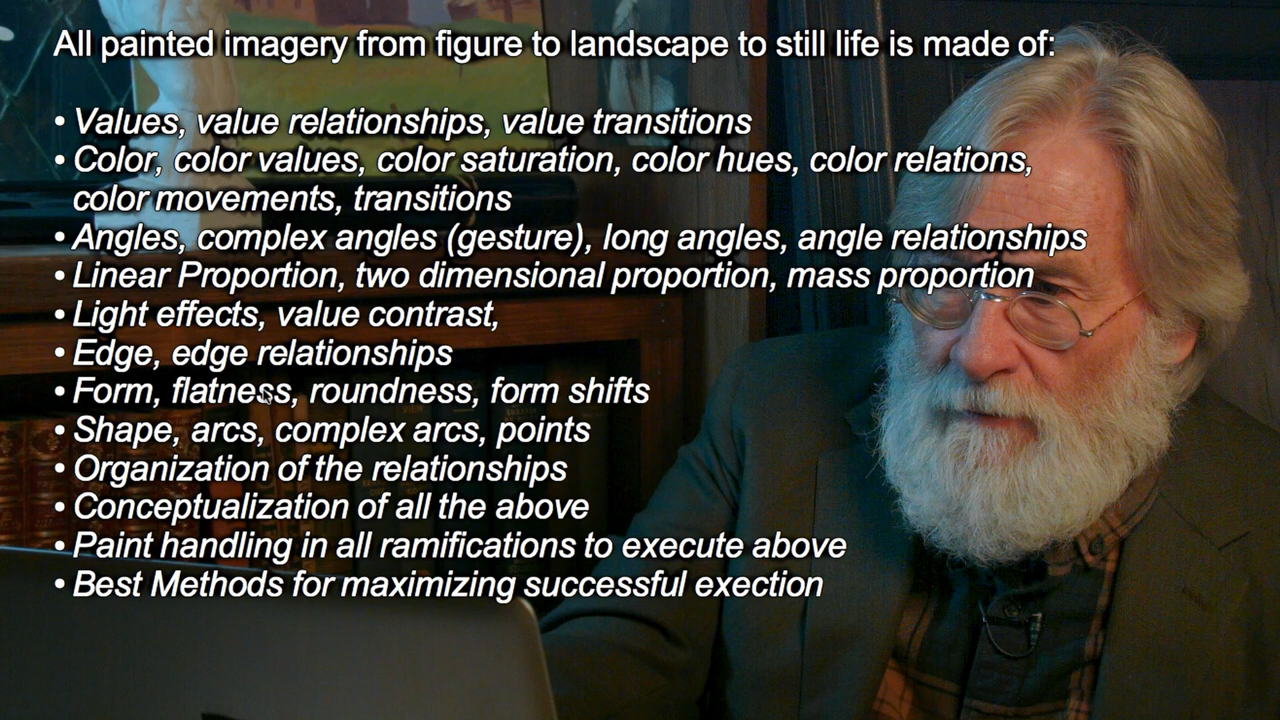 All painted imagery from figure to landscape to still life is made of:
• Values, value relationships, value transitions
• Color, color values, color saturation, color hues, color relations,
color movements, transitions
• Angles, complex angles (gesture), long angles, angle relationships
• Linear Proportion, two dimensional proportion, mass proportion
• Light effects, value contrast,
• Edge, edge relationships
• Form, flatness, roundness, form shifts
• Shape, arcs, complex arcs, points
• Organization of the relationships
• Conceptualization of all the above
• Paint handling in all ramifications to execute above
• Best Methods for maximizing successful exection